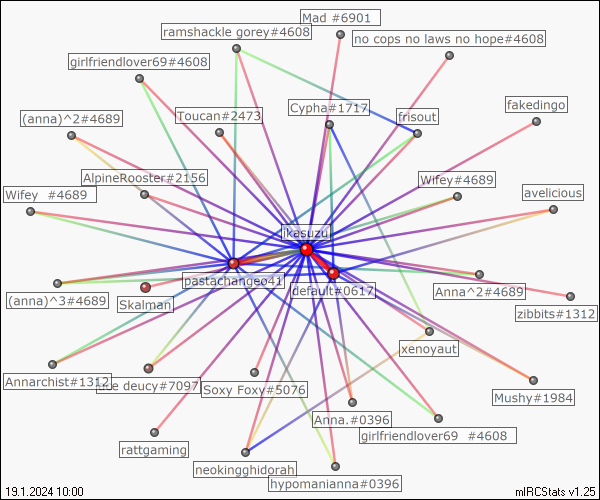 Mad #6901
ramshackle gorey#4608
no cops no laws no hope#4608
girlfriendlover69#4608
Cypha#1717
fakedingo
Toucan#2473
frisout
(anna)^2#4689
AlpineRooster#2156
Wifey#4689
avelicious
Wifey  #4689
ikasuzu
pastachangeo41
default#0617
Anna^2#4689
(anna)^3#4689
Skalman
zibbits#1312
xenoyaut
Annarchist#1312
deucy#7097
Soxy Foxy#5076
Mushy#1984
Anna.#0396
girlfriendlover69  #4608
rattgaming
neokingghidorah
hypomanianna#0396
19.1.2024 10:00
mIRCStats v1.25